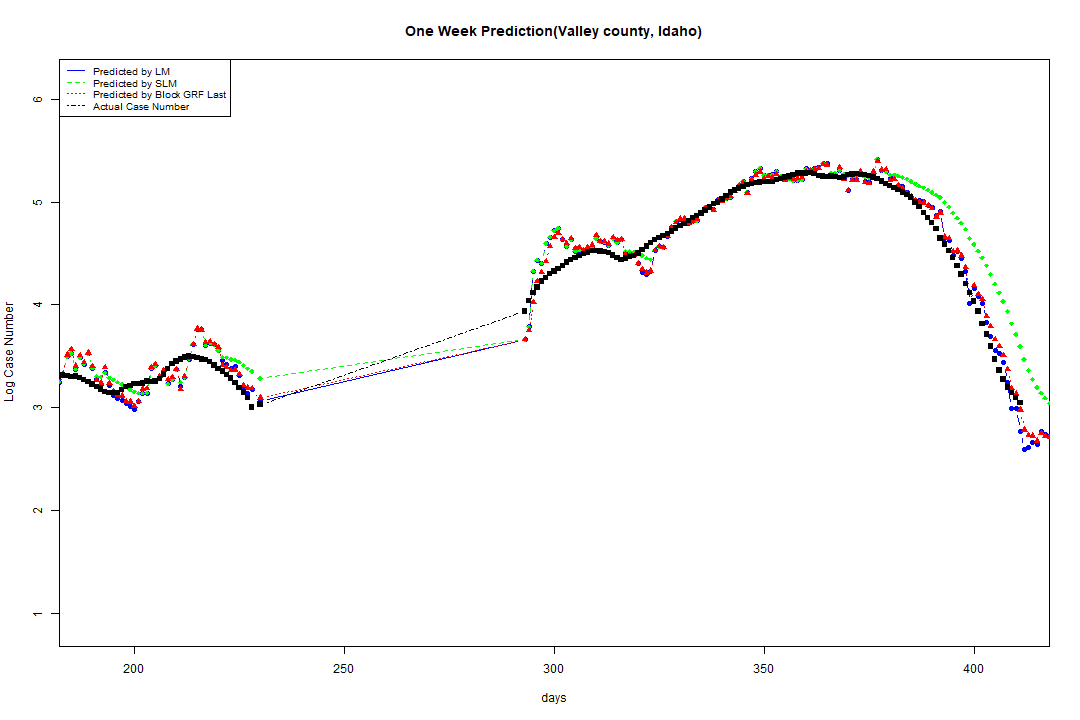 One Week Prediction(Valley county, Idaho)
Predicted by LM
Predicted by SLM
Predicted by Block GRF Last
Actual Case Number
6
5
4
3
2
1
Log Case Number
200 250 300 350 400
days